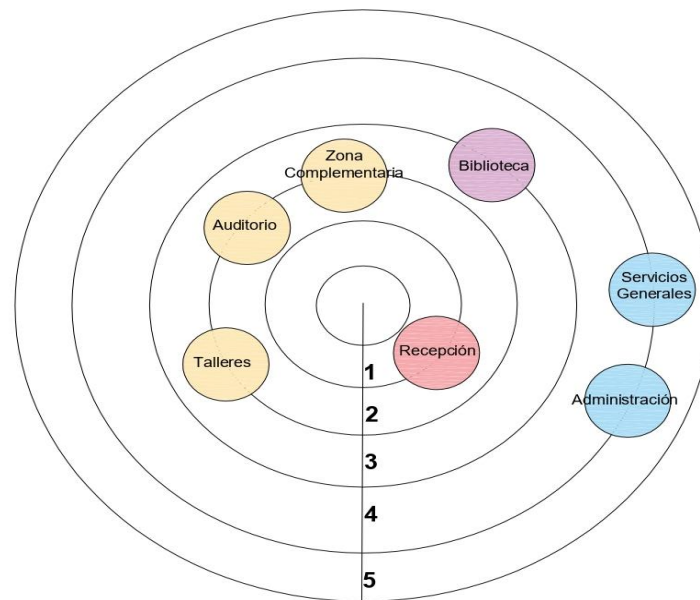 Zona
Complementaria
Biblioteca
Auditorio
Servicios
Generales
Recepción
Talleres
Administración
1
2
3
4
5